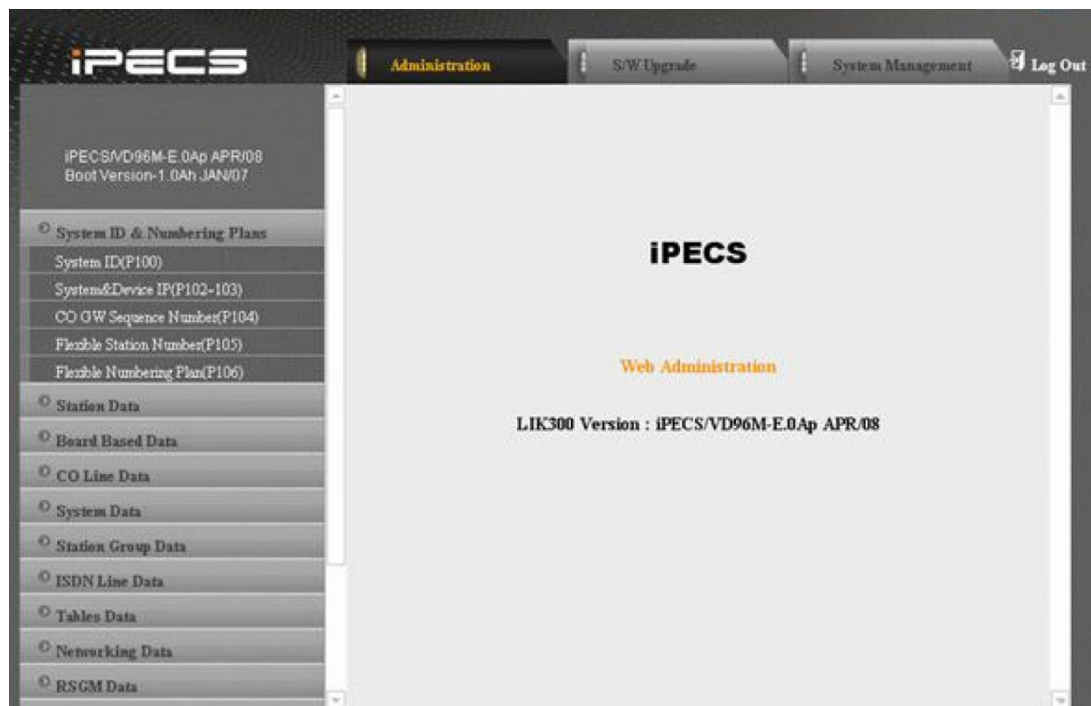 iPECS
Administration
S/W Upgrade
System Management
Log Out
iPECS/VD96M-E.0Ap APR/08
Boot Version-1.0Ah JAN/07
System ID & Numbering Plans
System ID(P100)
System&Device IP(P102~103)
CO GW Sequence Number(P104)
Flexible Station Number(P105)
Flexible Numbering Plan(P106)
Station Data
Board Based Data
CO Line Data
System Data
Station Group Data
ISDN Line Data
Tables Data
Networking Data
RSGM Data
iPECS
Web Administration
LIK300 Version : iPECS/VD96M-E.0Ap APR/08